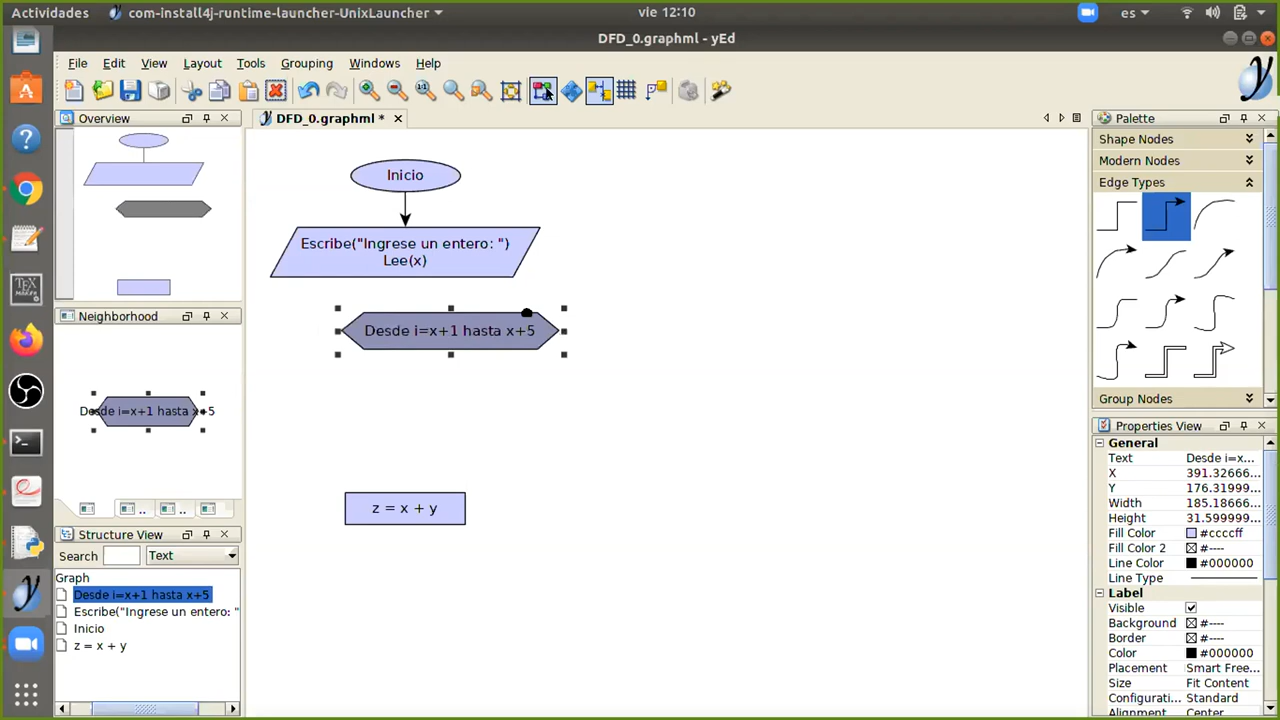 Actividades
com-install4j-runtime-launcher-UnixLauncher
vie 12:10
es
DFD_0.graphml - yEd
File Edit View Layout Tools Grouping Windows Help
Overview
DFD_0.graphml *
Palette
Shape Nodes
Modern Nodes
Edge Types
Group Nodes
Inicio
Escribe("Ingrese un entero: ")
Lee(x)
Desde i=x+1 hasta x+5
z = x + y
Neighborhood
Desde i=x+1 hasta x+5
..
..
Structure View
Search
Text
Graph
Desde i=x+1 hasta x+5
Escribe("Ingrese un entero: "
Inicio
z = x + y
Properties View
General
Text Desde i=x...
X 391.32666...
Y 176.31999...
Width 185.18666...
Height 31.599999...
Fill Color #ccccff
Fill Color 2 #----
Line Color #000000
Line Type
Label
Visible
Background #----
Border #----
Color #000000
Placement Smart Free...
Size Fit Content
Configurati... Standard
Alignment Center